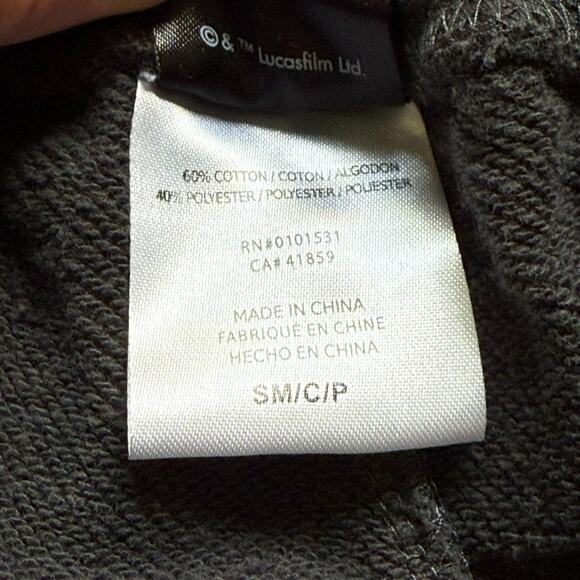 © & ™ Lucasfilm Ltd.
60% COTTON / COTON / ALGODON
40% POLYESTER / POLYESTER / POLIESTER
RN#0101531
CA# 41859
MADE IN CHINA
FABRIQUÉ EN CHINE
HECHO EN CHINA
SM/C/P